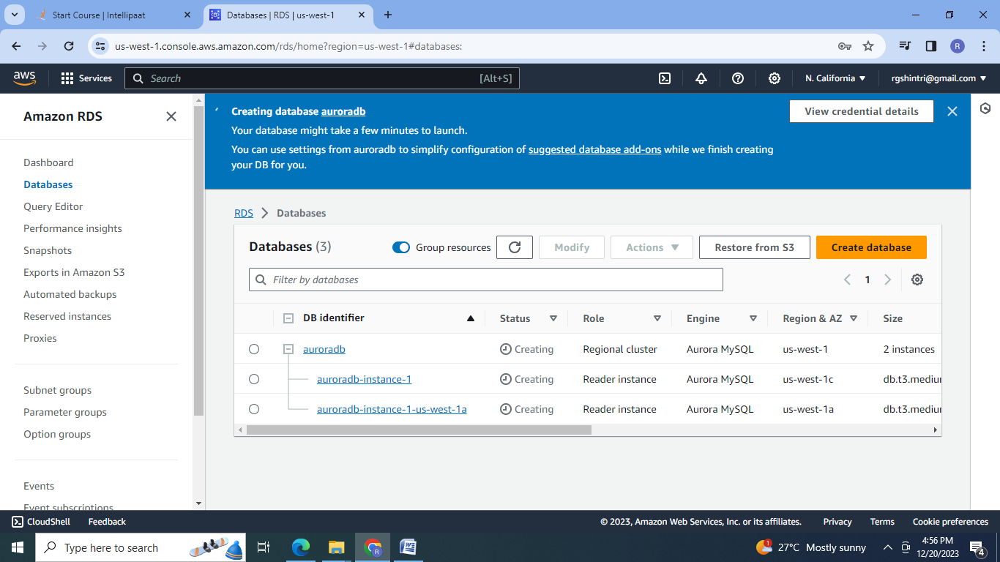 Start Course | Intellipaat
Databases | RDS | us-west-1
us-west-1.console.aws.amazon.com/rds/home?region=us-west-1#databases:
R
aws
Services
Search
[Alt+S]
N. California
rgshintri@gmail.com
Amazon RDS
Dashboard
Databases
Query Editor
Performance insights
Snapshots
Exports in Amazon S3
Automated backups
Reserved instances
Proxies
Subnet groups
Parameter groups
Option groups
Events
Event subscriptions
Creating database auroradb
View credential details
Your database might take a few minutes to launch.
You can use settings from auroradb to simplify configuration of suggested database add-ons while we finish creating
your DB for you.
RDS > Databases
Databases (3)
Group resources
Modify
Actions
Restore from S3
Create database
Filter by databases
1
DB identifier Status Role Engine Region & AZ Size
auroradb Creating Regional cluster Aurora MySQL us-west-1 2 instances
auroradb-instance-1 Creating Reader instance Aurora MySQL us-west-1c db.t3.mediu
auroradb-instance-1-us-west-1a Creating Reader instance Aurora MySQL us-west-1a db.t3.mediu
CloudShell
Feedback
© 2023, Amazon Web Services, Inc. or its affiliates.
Privacy
Terms
Cookie preferences
Type here to search
R
W
1
27°C Mostly sunny
4:56 PM
12/20/2023
4